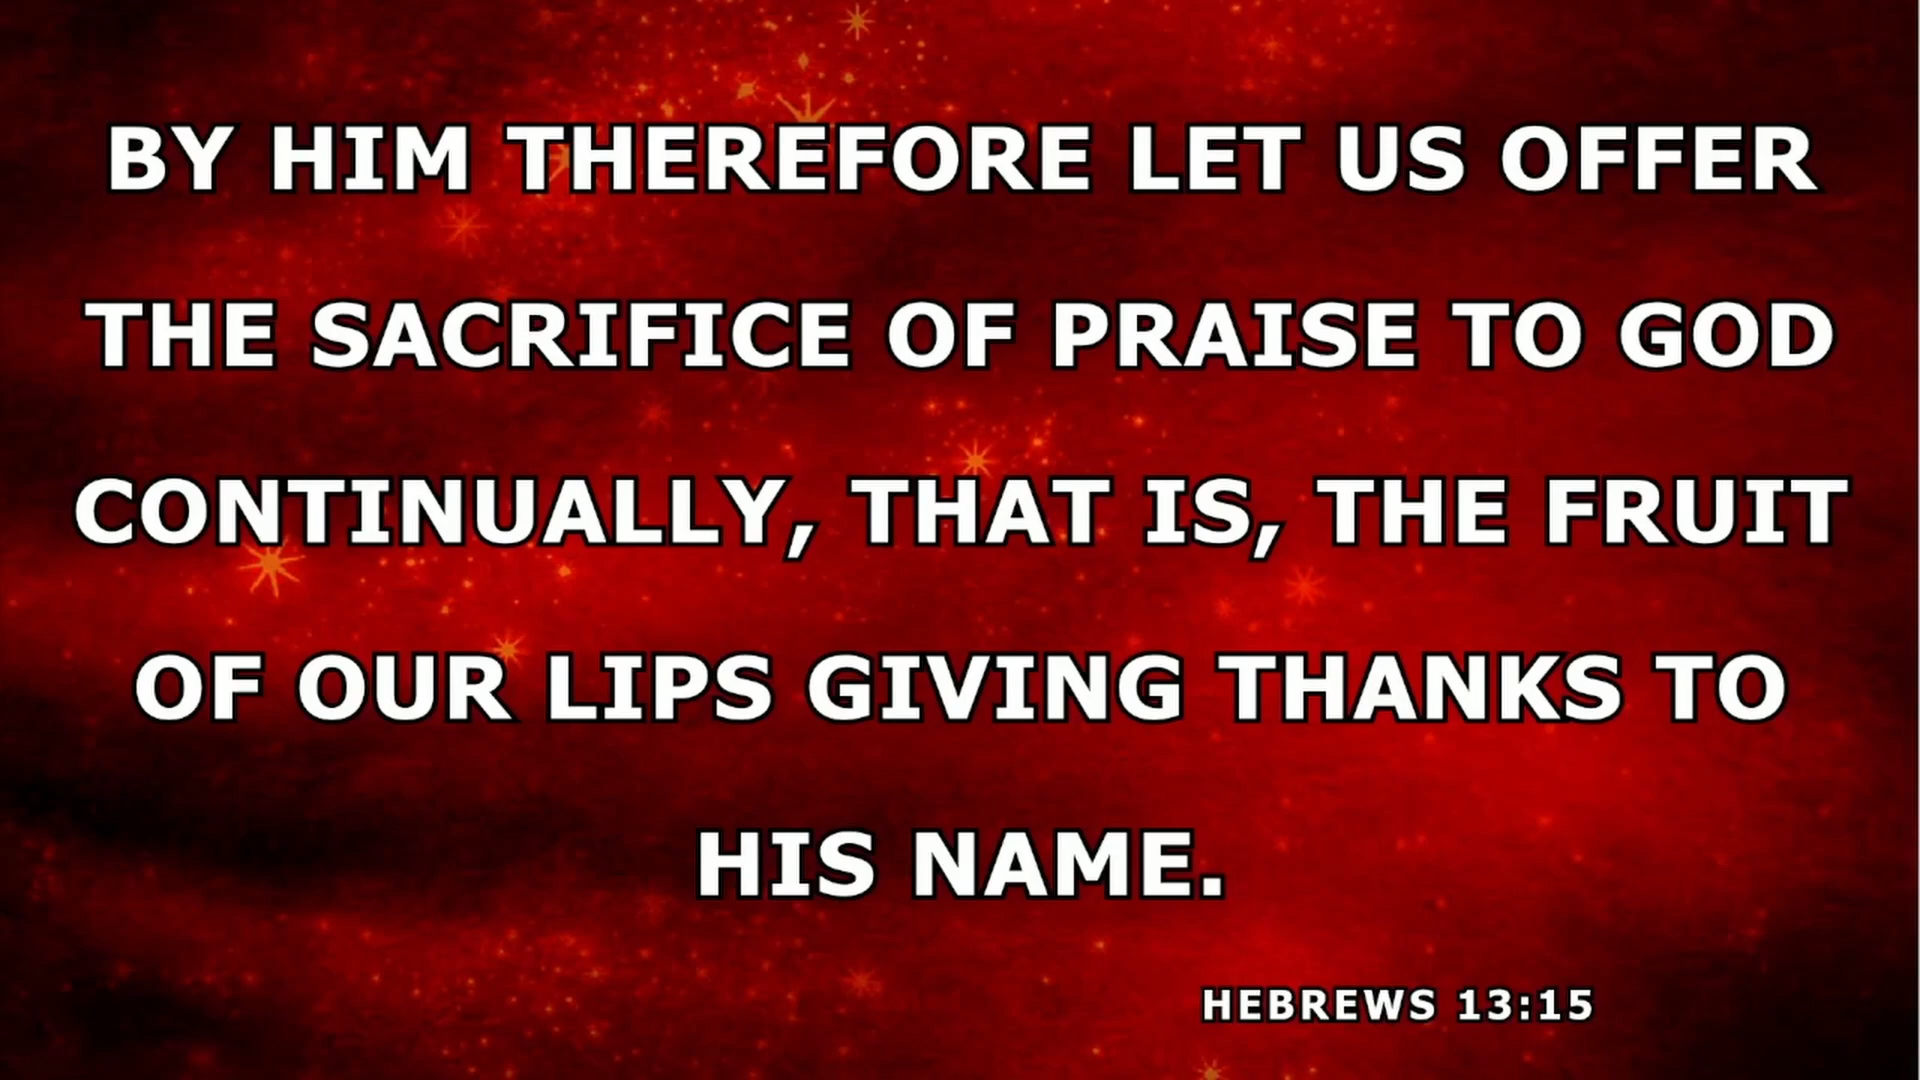 BY HIM THEREFORE LET US OFFER
THE SACRIFICE OF PRAISE TO GOD
CONTINUALLY, THAT IS, THE FRUIT
OF OUR LIPS GIVING THANKS TO
HIS NAME.
HEBREWS 13:15